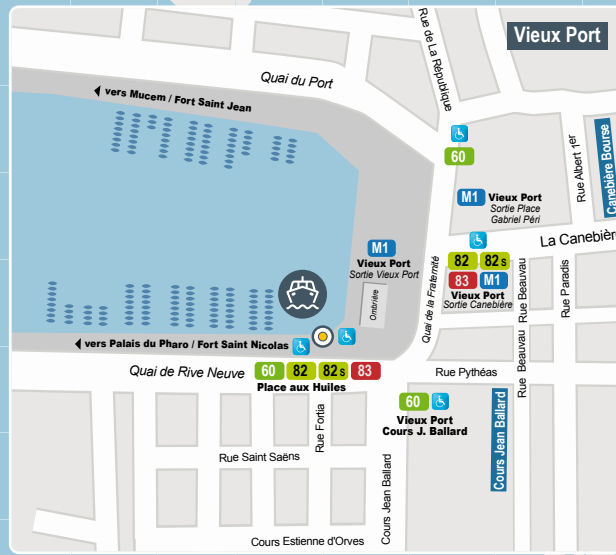 Vieux Port
Rue de La République
Quai du Port
vers Mucem / Fort Saint Jean
60
Rue Albert 1er
Canebière Bourse
M1 Vieux Port
Sortie Place
Gabriel Péri
La Canebière
M1
Vieux Port
Sortie Vieux Port
Ombrière
Quai de la Fraternité
82 82s
83 M1
Vieux Port
Sortie Canebière
Rue Beauvau
Rue Paradis
vers Palais du Pharo / Fort Saint Nicolas
Quai de Rive Neuve
60 82 82s 83
Place aux Huiles
Rue Pythéas
Rue Beauvau
60
Vieux Port
Cours J. Ballard
Cours Jean Ballard
Rue Fortia
Rue Saint Saëns
Cours Jean Ballard
Cours Estienne d'Orves